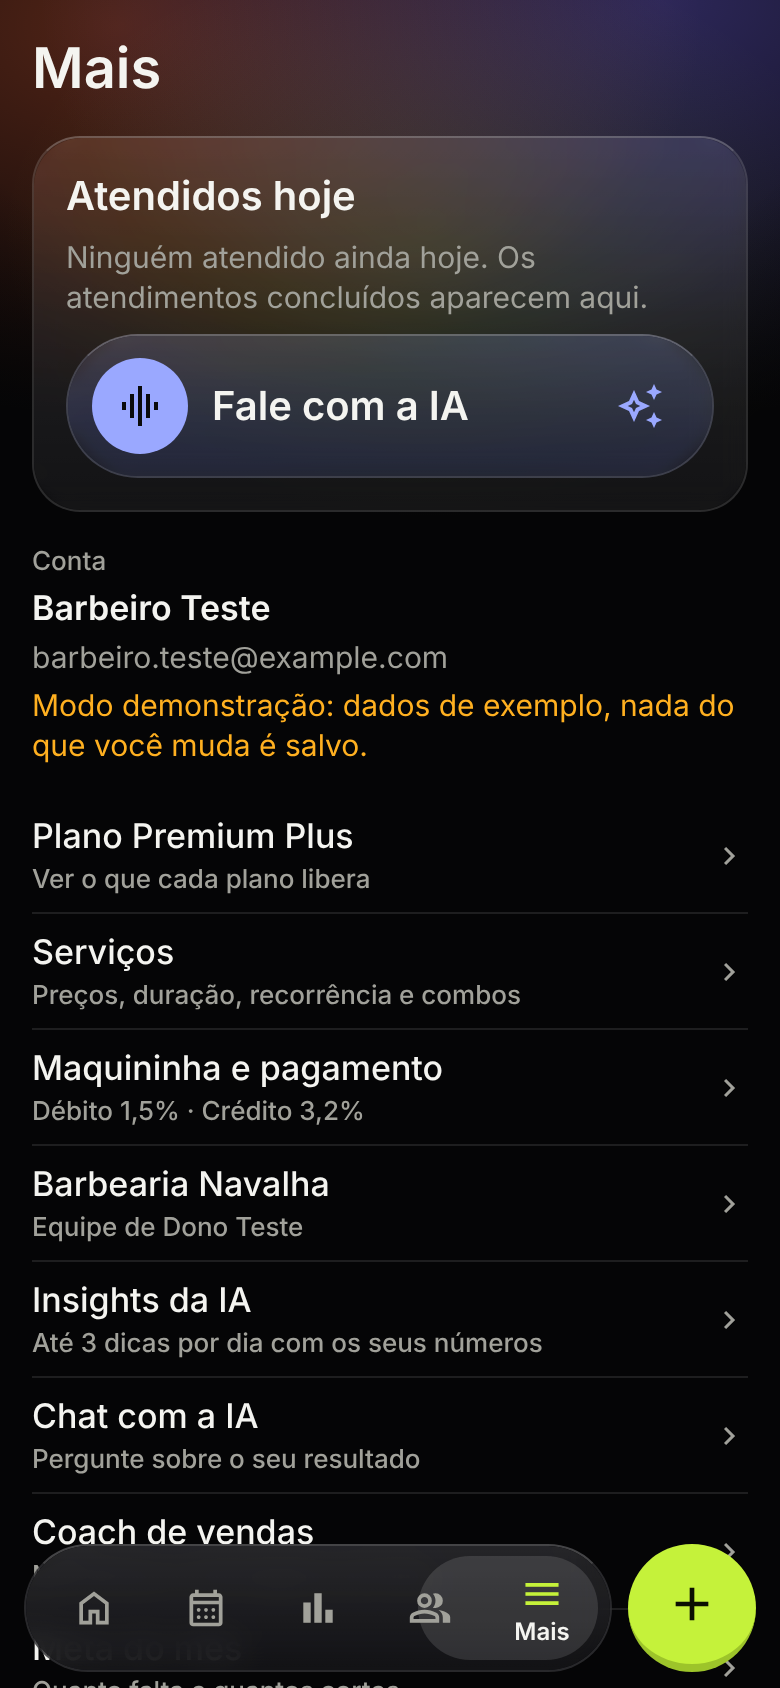 Mais
Atendidos hoje
Ninguém atendido ainda hoje. Os
atendimentos concluídos aparecem aqui.
Fale com a IA
Conta
Barbeiro Teste
barbeiro.teste@example.com
Modo demonstração: dados de exemplo, nada do
que você muda é salvo.
Plano Premium Plus
Ver o que cada plano libera
Serviços
Preços, duração, recorrência e combos
Maquininha e pagamento
Débito 1,5% · Crédito 3,2%
Barbearia Navalha
Equipe de Dono Teste
Insights da IA
Até 3 dicas por dia com os seus números
Chat com a IA
Pergunte sobre o seu resultado
Coach de vendas
Mais
Meta do mês